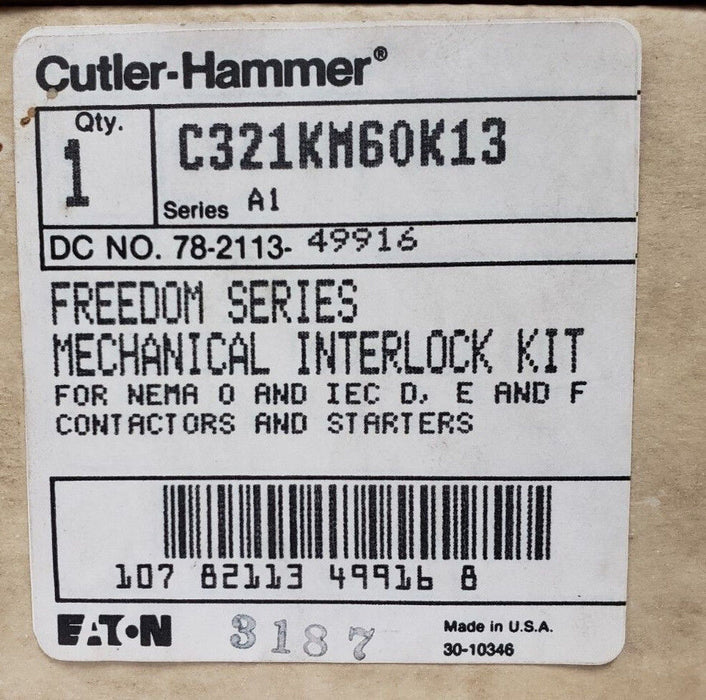 Cutler-Hammer®
Qty.
1
C321KM60K13
Series A1
DC NO. 78-2113- 49916
FREEDOM SERIES
MECHANICAL INTERLOCK KIT
FOR NEMA 0 AND IEC D, E AND F
CONTACTORS AND STARTERS
107 82113 49916 8
EATON
3187
Made in U.S.A.
30-10346